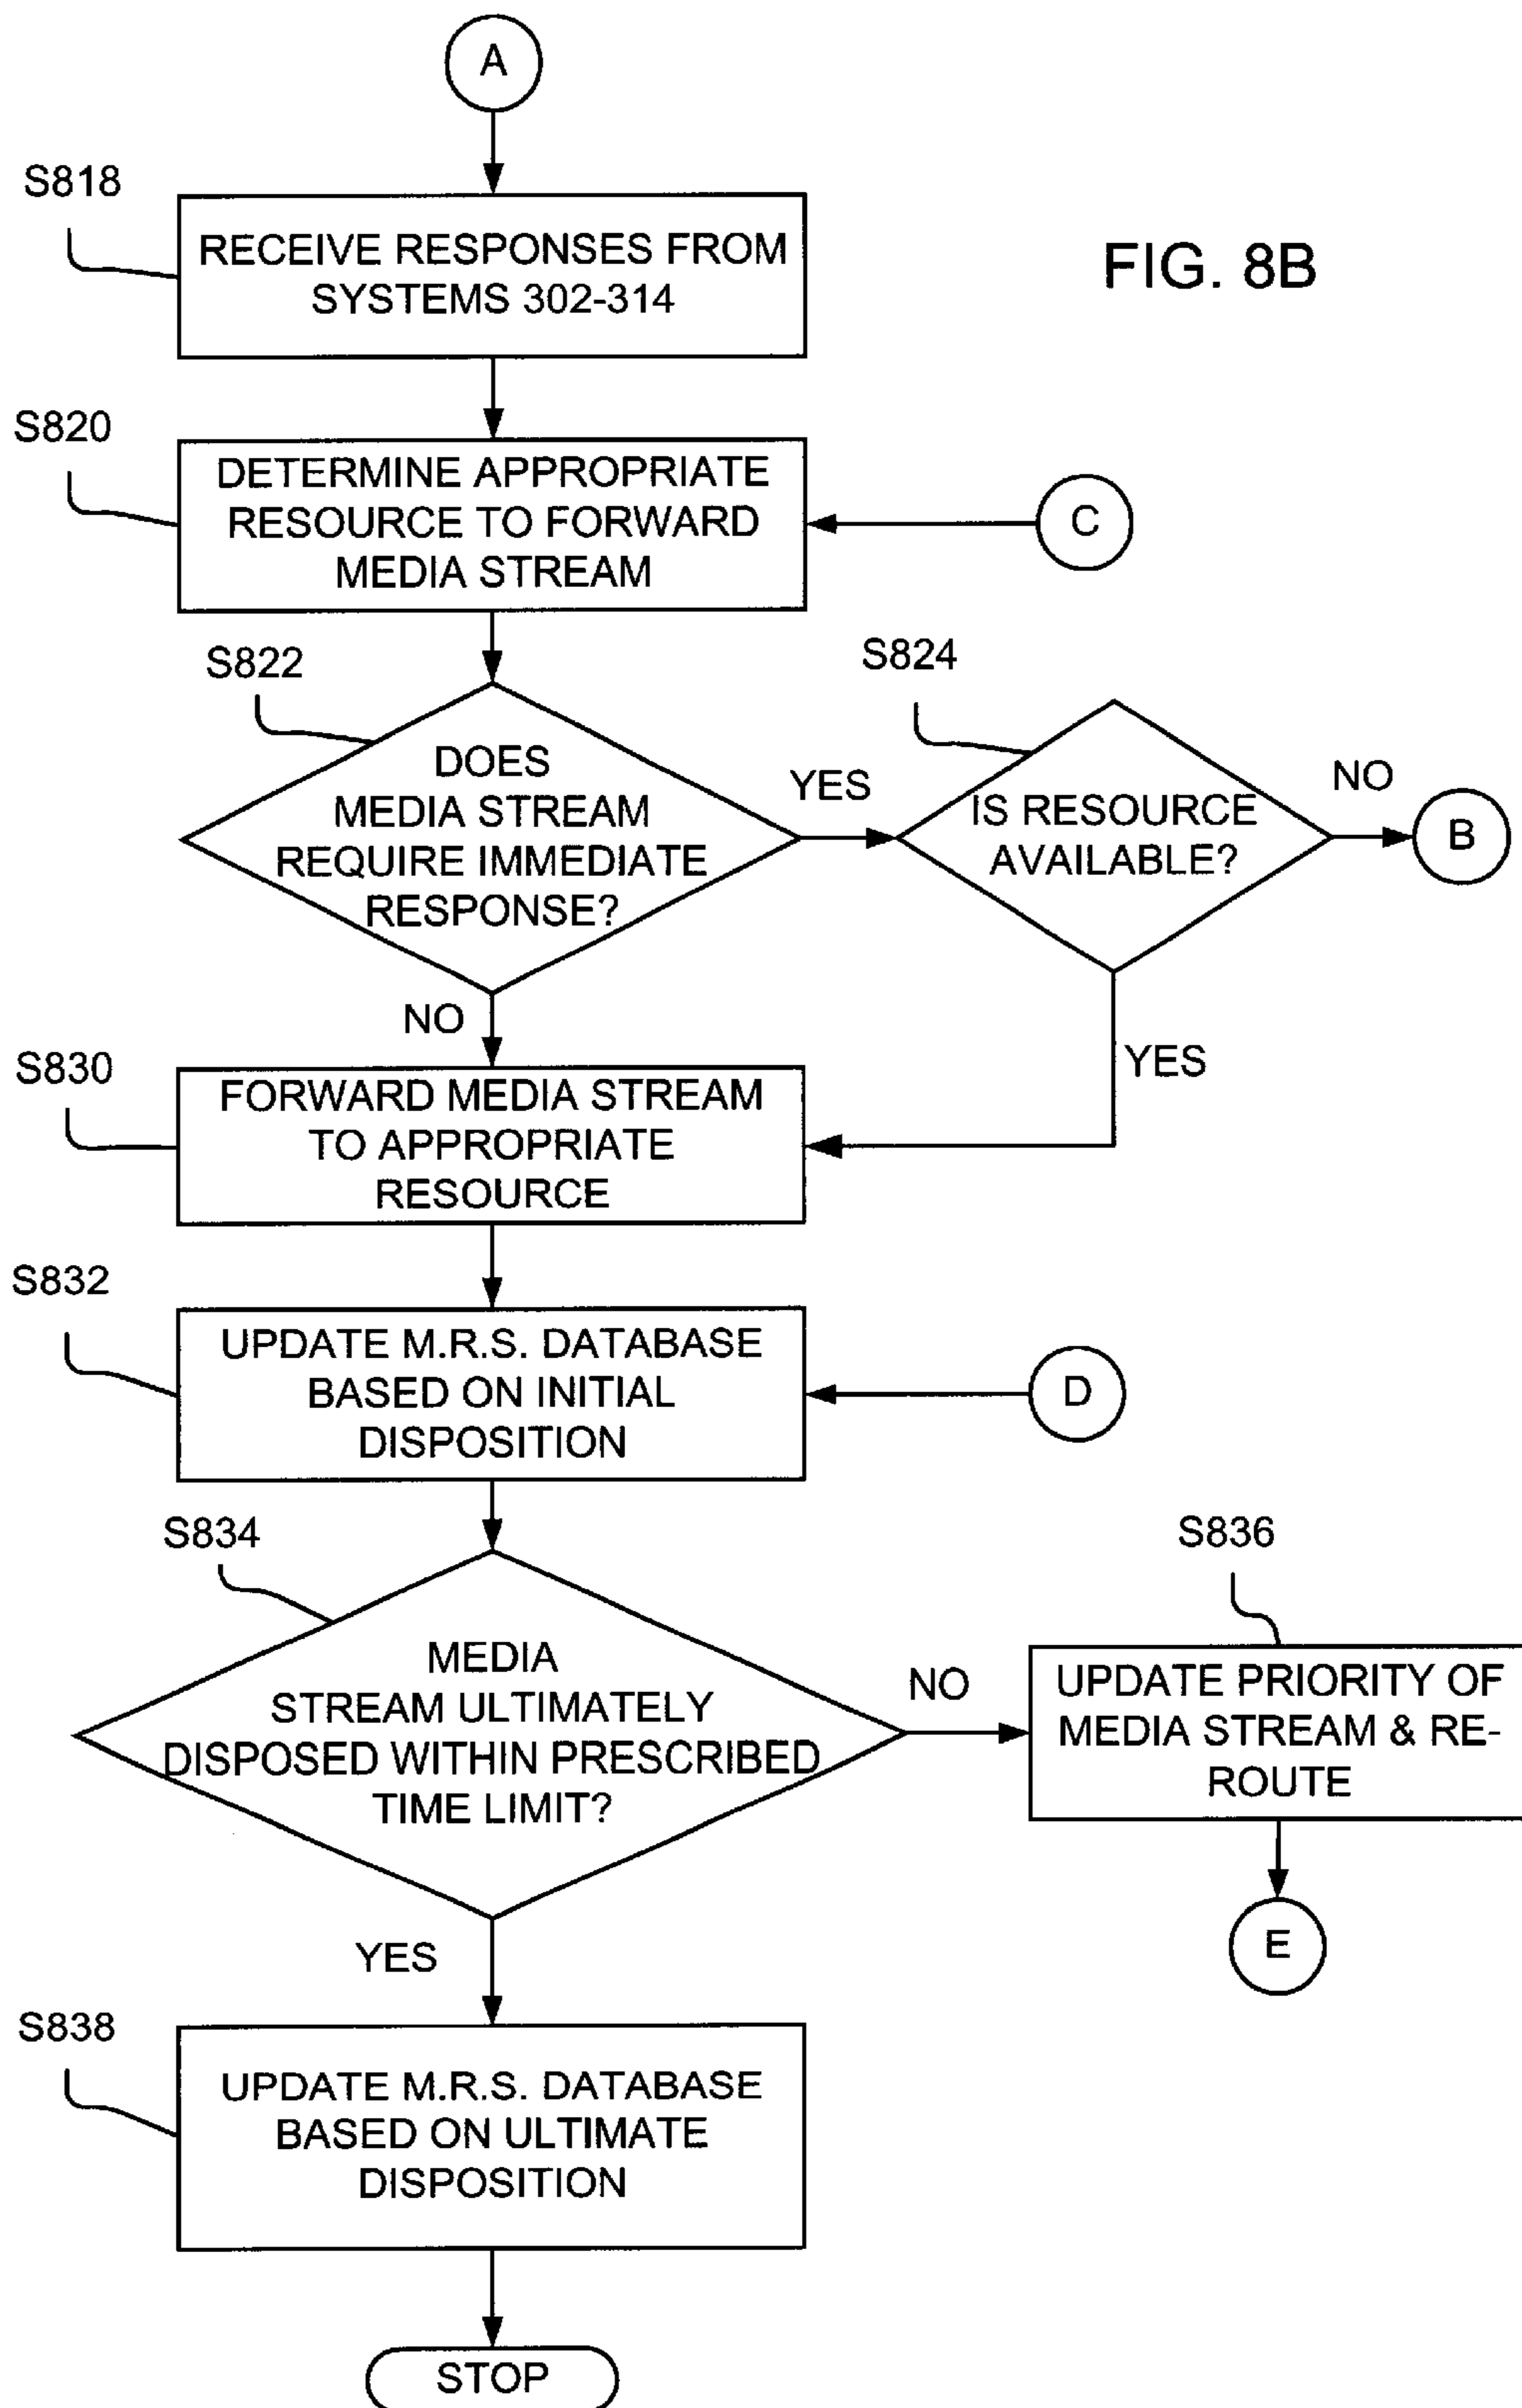 A
S818
RECEIVE RESPONSES FROM
SYSTEMS 302-314
FIG. 8B
S820
DETERMINE APPROPRIATE
RESOURCE TO FORWARD
MEDIA STREAM
C
S822
DOES
MEDIA STREAM
REQUIRE IMMEDIATE
RESPONSE?
YES
S824
IS RESOURCE
AVAILABLE?
NO
B
NO
YES
S830
FORWARD MEDIA STREAM
TO APPROPRIATE
RESOURCE
S832
UPDATE M.R.S. DATABASE
BASED ON INITIAL
DISPOSITION
D
S834
MEDIA
STREAM ULTIMATELY
DISPOSED WITHIN PRESCRIBED
TIME LIMIT?
NO
S836
UPDATE PRIORITY OF
MEDIA STREAM & RE-
ROUTE
E
YES
S838
UPDATE M.R.S. DATABASE
BASED ON ULTIMATE
DISPOSITION
STOP